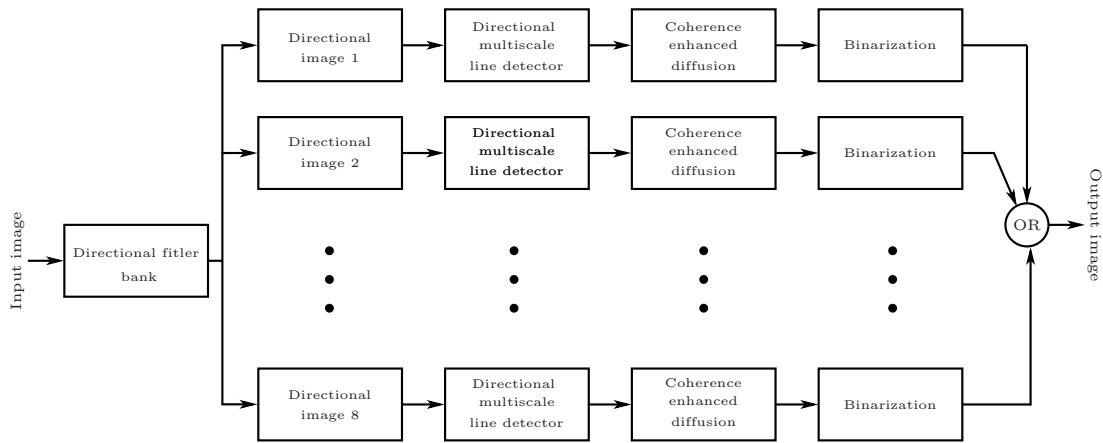 Input image
Directional fitler
bank
Directional
image 1
Directional
multiscale
line detector
Coherence
enhanced
diffusion
Binarization
Directional
image 2
Directional
multiscale
line detector
Coherence
enhanced
diffusion
Binarization
Directional
image 8
Directional
multiscale
line detector
Coherence
enhanced
diffusion
Binarization
OR
Output image